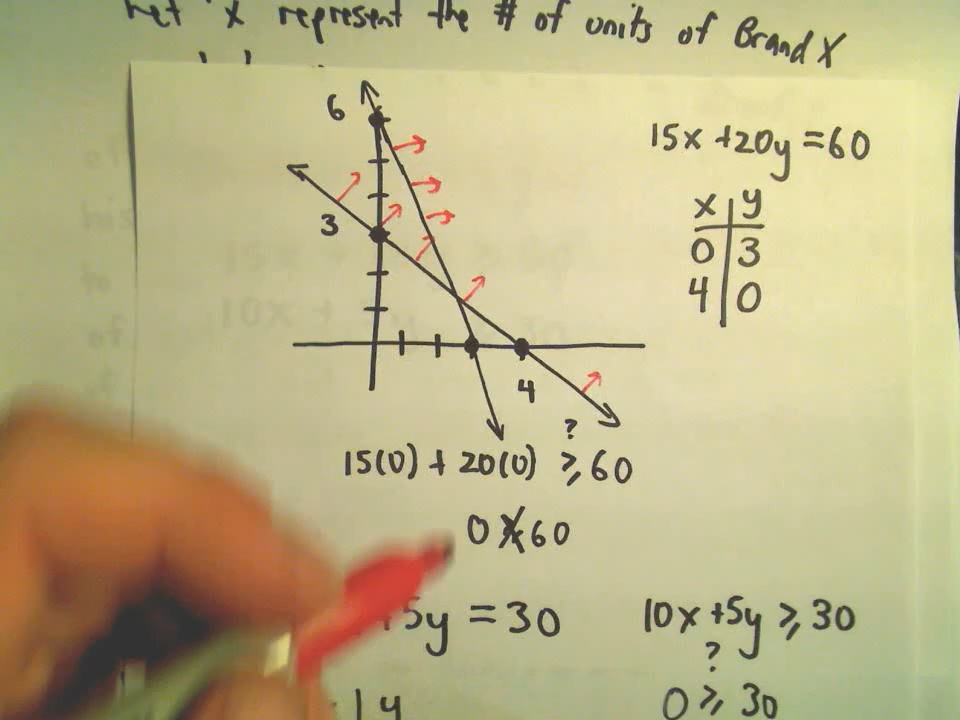 Let x represent the # of units of Brand X
6
15x + 20y = 60
x y
3
0 3
4 0
4
?
15(0) + 20(0) ≥ 60
0 ≱ 60
+5y = 30
10x + 5y ≥ 30
?
y
0 ≥ 30